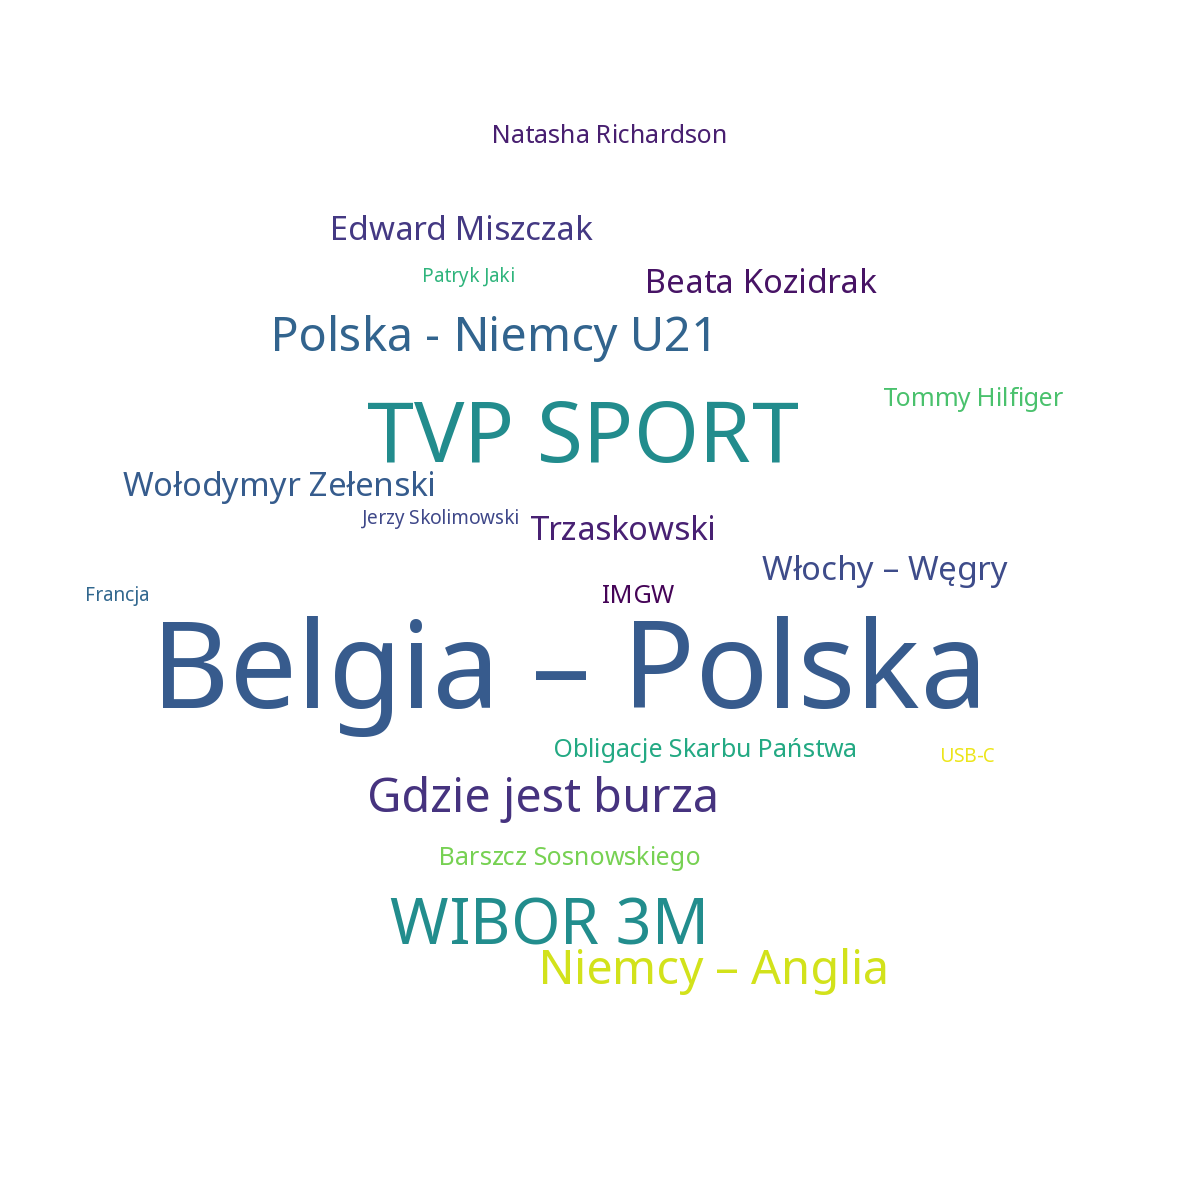 Natasha Richardson
Edward Miszczak
Patryk Jaki
Beata Kozidrak
Polska - Niemcy U21
Tommy Hilfiger
TVP SPORT
Wołodymyr Zełenski
Jerzy Skolimowski
Trzaskowski
Włochy – Węgry
Francja
IMGW
Belgia – Polska
Obligacje Skarbu Państwa
USB-C
Gdzie jest burza
Barszcz Sosnowskiego
WIBOR 3M
Niemcy – Anglia